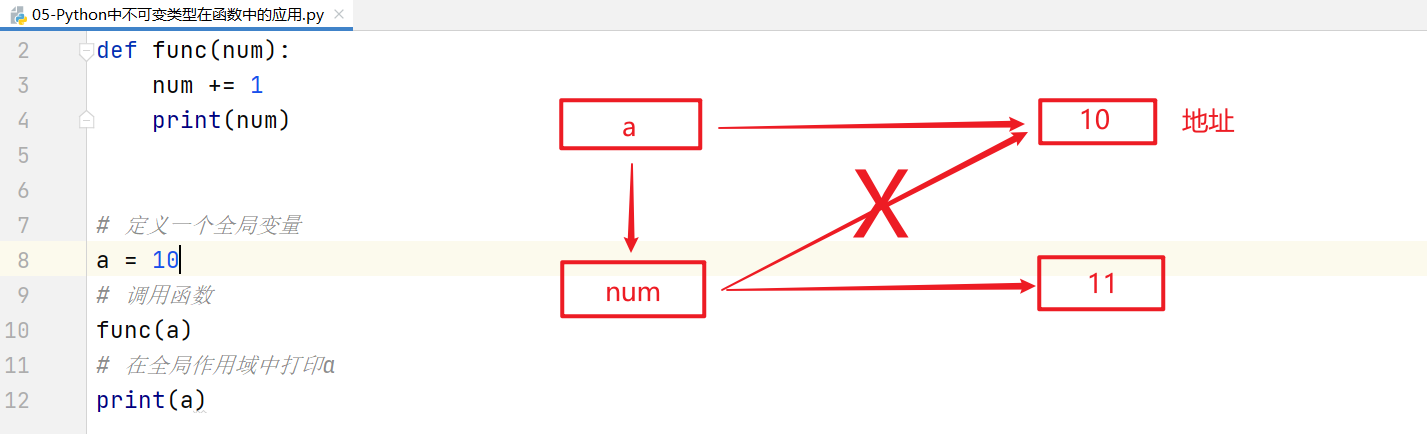 05-Python中不可变类型在函数中的应用.py
2 def func(num):
3     num += 1
4     print(num)
5
6
7 # 定义一个全局变量
8 a = 10
9 # 调用函数
10 func(a)
11 # 在全局作用域中打印a
12 print(a)
a
10
地址
X
num
11